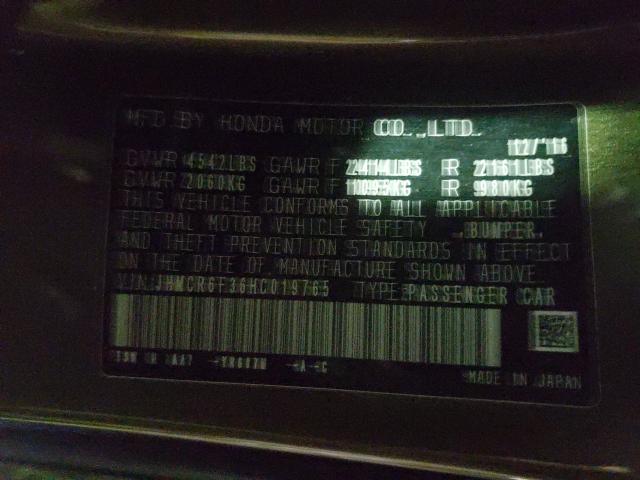 MFD BY HONDA MOTOR CO., LTD.
12/16
GVWR 4542LBS GAWR F 2414LBS R 2161LBS
GVWR 2060KG GAWR F 1095KG R 980KG
THIS VEHICLE CONFORMS TO ALL APPLICABLE
FEDERAL MOTOR VEHICLE SAFETY, BUMPER,
AND THEFT PREVENTION STANDARDS IN EFFECT
ON THE DATE OF MANUFACTURE SHOWN ABOVE.
VIN JHMCR6F36HC019765 TYPE PASSENGER CAR
AA7
A C
MADE IN JAPAN